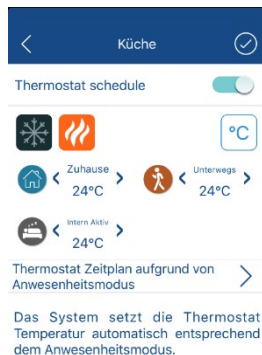 Küche
Thermostat schedule
°C
Zuhause
24°C
Unterwegs
24°C
Intern Aktiv
24°C
Thermostat Zeitplan aufgrund von
Anwesenheitsmodus
Das System setzt die Thermostat
Temperatur automatisch entsprechend
dem Anwesenheitsmodus.